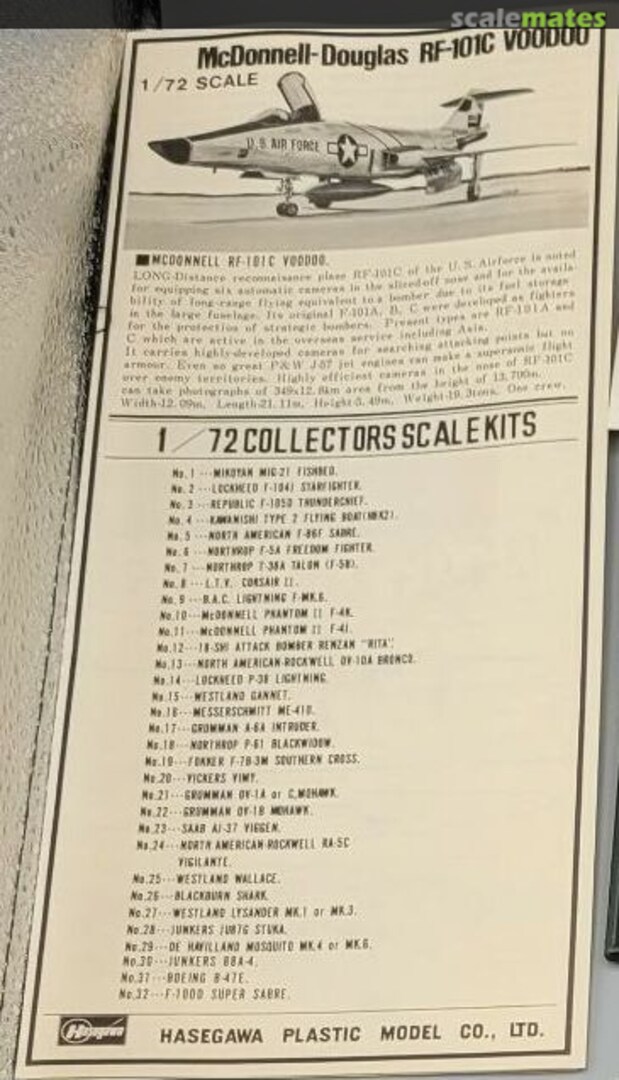 scalemates
McDonnell-Douglas RF-101C VOODOO
1/72 SCALE
U.S. AIR FORCE
■MCDONNELL RF-101C VOODOO.
LONG-Distance reconnaisance plane RF-101C of the U.S. Airforce is noted
for equipping six automatic cameras in the slicedoff nose and for the availa-
bility of long-range flying equivalent to a bomber due to its fuel storage
in the large fuselage. Its original F-101A, B, C were developed as fighters
for the protection of strategic bombers. Present types are RF-101A and
C which are active in the overseas service including Asia.
It carries highly-developed cameras for searching attacking points but no
armour. Even so great P&W J-57 jet engines can make a supersonic flight
over enemy territories. Highly efficient cameras in the nose of RF-101C
can take photographs of 349x12.8km area from the height of 13,700m.
Width-12.09m, Length-21.11m, Height-5.49m, Weight-19.3tons, One crew.
1/72 COLLECTORS SCALE KITS
No. 1 ···MIKOYAN MIG-21 FISHBED.
No. 2 ···LOCKHEED F-104J STARFIGHTER.
No. 3 ···REPUBLIC F-105D THUNDERCHIEF.
No. 4 ···KAWANISHI TYPE 2 FLYING BOAT(H8K2).
No. 5 ···NORTH AMERICAN F-86F SABRE.
No. 6 ···NORTHROP F-5A FREEDOM FIGHTER.
No. 7 ···NORTHROP T-38A TALON (F-5B).
No. 8 ···L.T.V. CORSAIR II.
No. 9 ···B.A.C. LIGHTNING F-MK.6.
No.10···McDONNELL PHANTOM II F-4K.
No.11···McDONNELL PHANTOM II F-4J.
No.12···18-SHI ATTACK BOMBER RENZAN "RITA".
No.13···NORTH AMERICAN-ROCKWELL OV-10A BRONCO.
No.14···LOCKHEED P-38 LIGHTNING.
No.15···WESTLAND GANNET.
No.16···MESSERSCHMITT ME-410.
No.17···GRUMMAN A-6A INTRUDER.
No.18···NORTHROP P-61 BLACKWIDOW.
No.19···FOKKER F-7B-3M SOUTHERN CROSS.
No.20···VICKERS VIMY.
No.21···GRUMMAN OV-1A or C.MOHAWK.
No.22···GRUMMAN OV-1B MOHAWK.
No.23···SAAB AJ-37 VIGGEN.
No.24···NORTH AMERICAN-ROCKWELL RA-5C
VIGILANTE.
No.25···WESTLAND WALLACE.
No.26···BLACKBURN SHARK.
No.27···WESTLAND LYSANDER MK.1 or MK.3.
No.28···JUNKERS JU87G STUKA.
No.29···DE HAVILLAND MOSQUITO MK.4 or MK.6.
No.30···JUNKERS 88A-4.
No.31···BOEING B-47E.
No.32···F-100D SUPER SABRE.
Hasegawa
HASEGAWA PLASTIC MODEL CO., LTD.